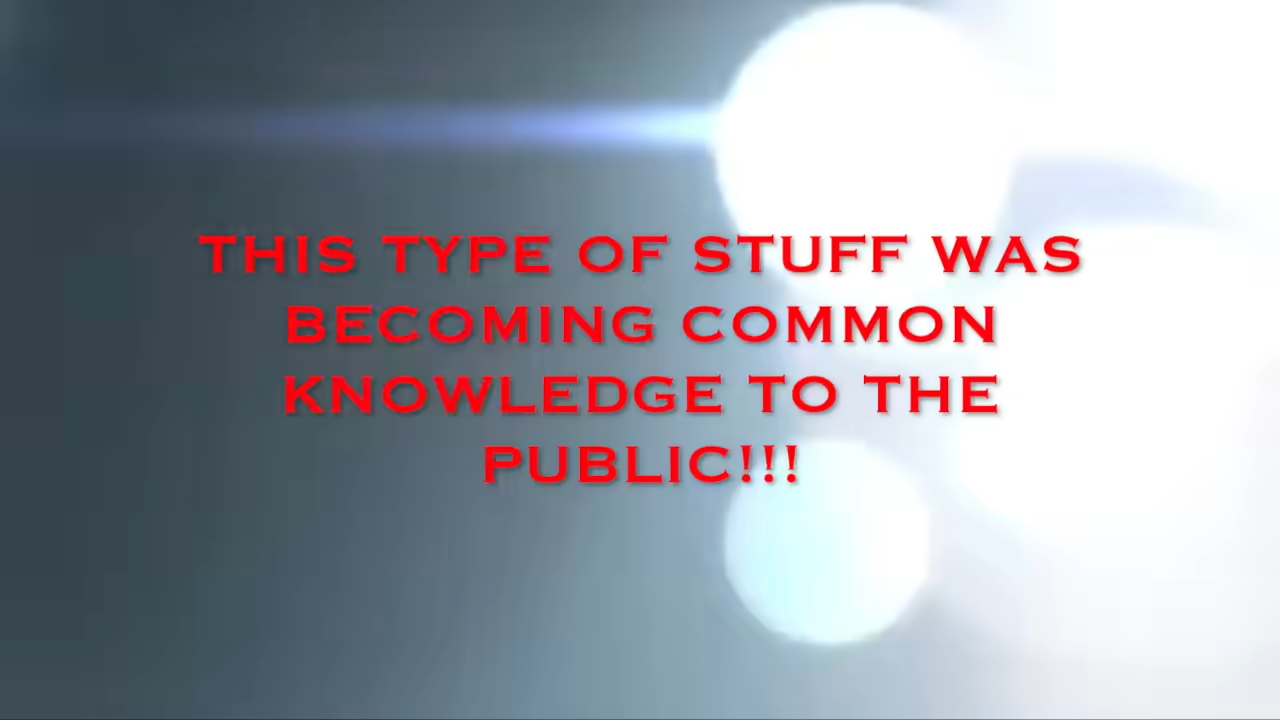 THIS TYPE OF STUFF WAS
BECOMING COMMON
KNOWLEDGE TO THE
PUBLIC!!!